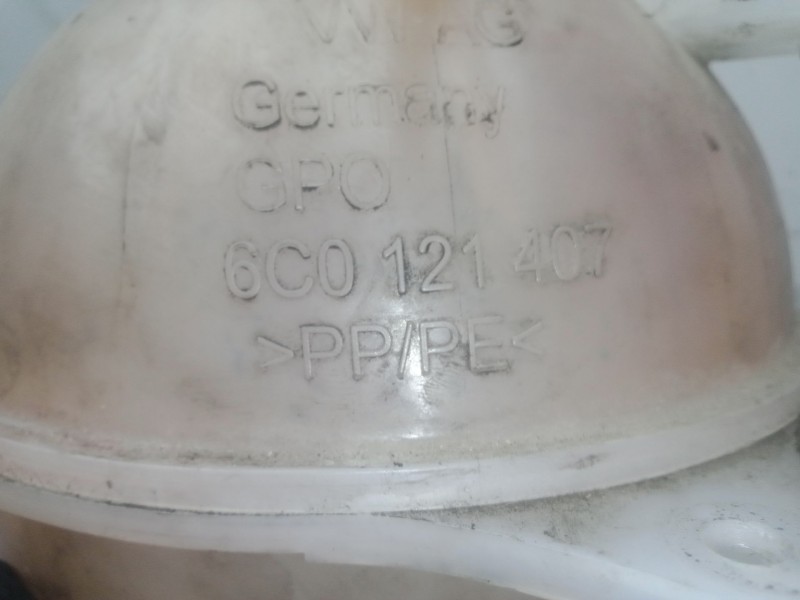 Germany
GPO
6C0 121 407
>PP/PE<